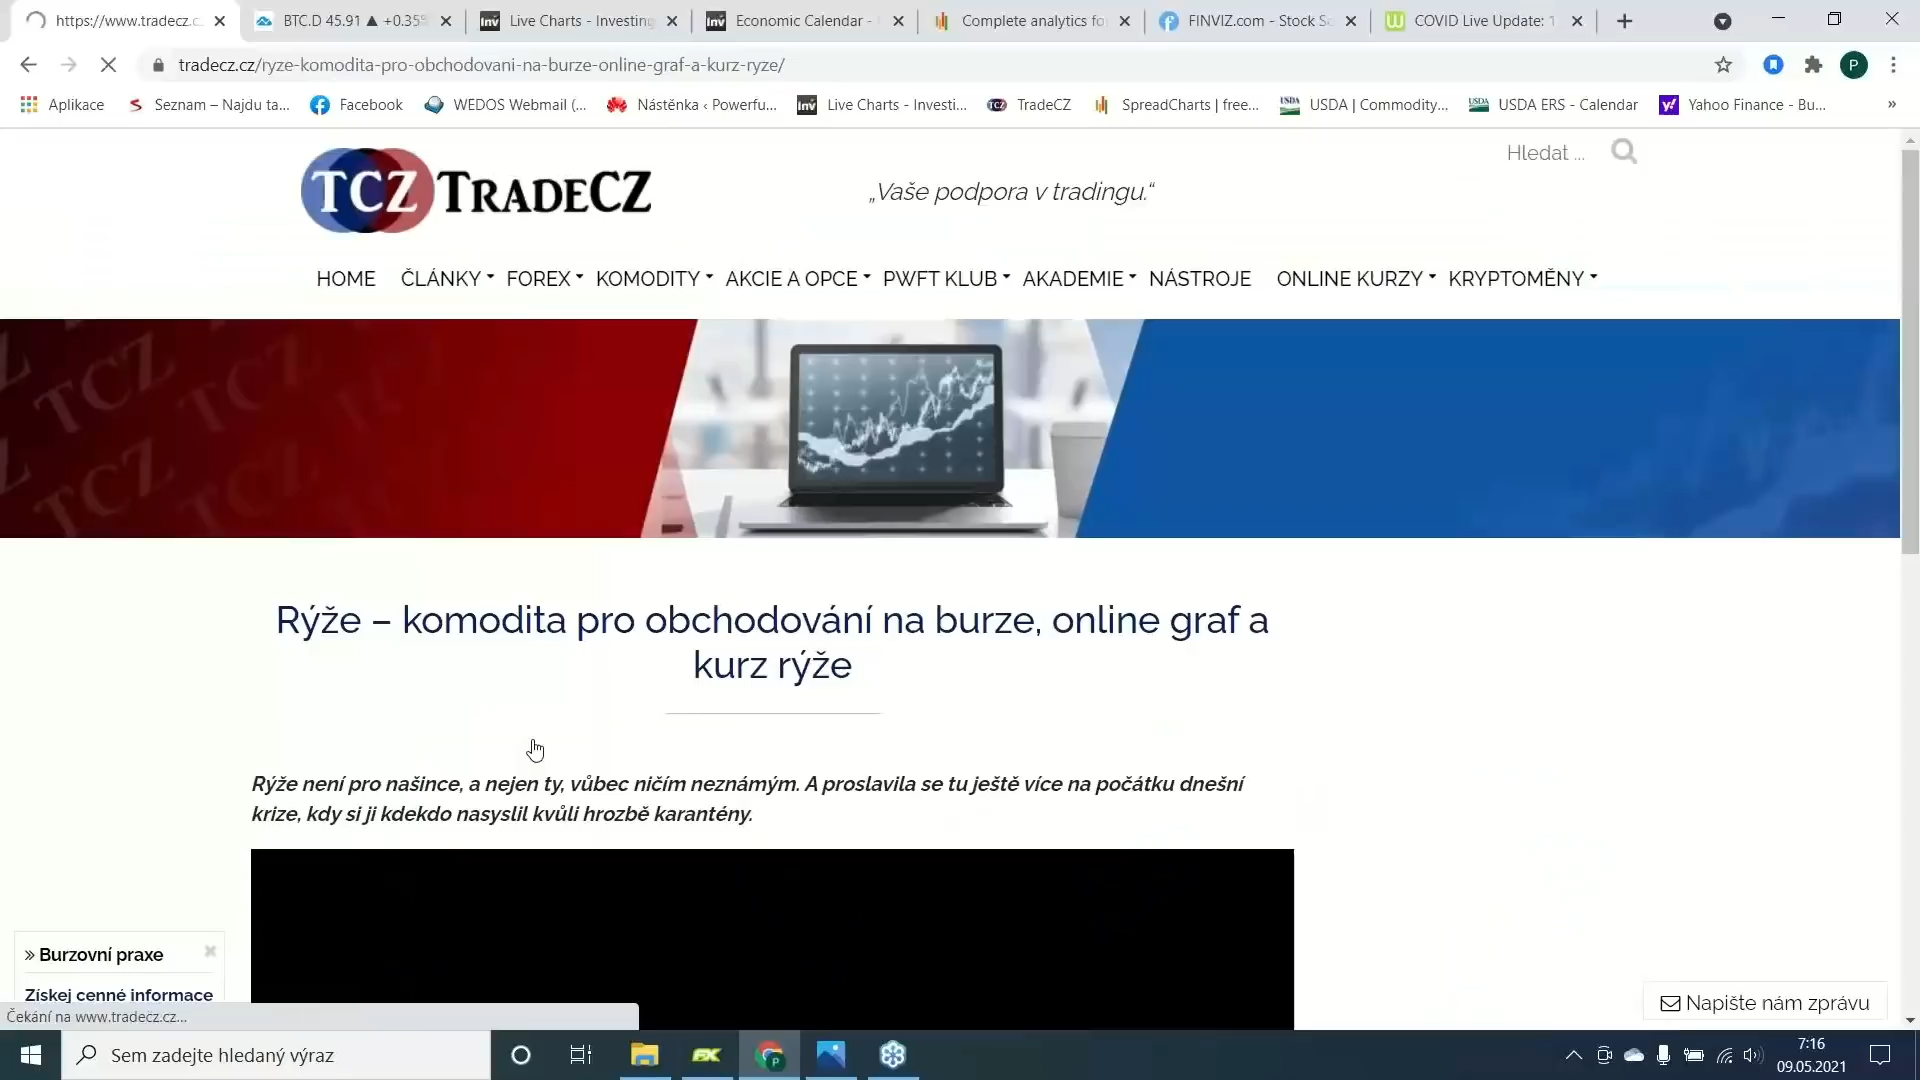 https://www.tradecz.c
BTC.D 45.91 ▲ +0.35%
Live Charts - Investing
Economic Calendar -
Complete analytics fo
FINVIZ.com - Stock Sc
COVID Live Update: 1
tradecz.cz/ryze-komodita-pro-obchodovani-na-burze-online-graf-a-kurz-ryze/
P
Aplikace
Seznam – Najdu ta...
Facebook
WEDOS Webmail (...
Nástěnka ‹ Powerfu...
Live Charts - Investi...
TradeCZ
SpreadCharts | free...
USDA | Commodity...
USDA ERS - Calendar
Yahoo Finance - Bu...
»
Hledat ...
TCZ TRADECZ
„Vaše podpora v tradingu.“
HOME ČLÁNKY FOREX KOMODITY AKCIE A OPCE PWFT KLUB AKADEMIE NÁSTROJE ONLINE KURZY KRYPTOMĚNY
TCZ
TCZ
Rýže – komodita pro obchodování na burze, online graf a
kurz rýže
Rýže není pro našince, a nejen ty, vůbec ničím neznámým. A proslavila se tu ještě více na počátku dnešní
krize, kdy si ji kdekdo nasyslil kvůli hrozbě karantény.
» Burzovní praxe
Získej cenné informace
Čekání na www.tradecz.cz...
Napište nám zprávu
Sem zadejte hledaný výraz
FX
P
7:16
09.05.2021